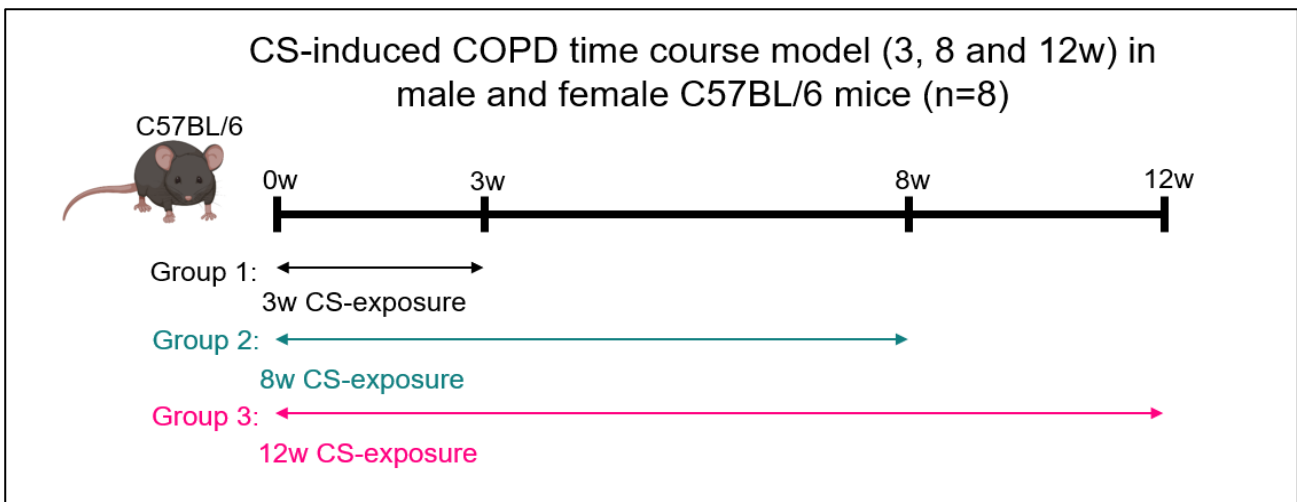 CS-induced COPD time course model (3, 8 and 12w) in
male and female C57BL/6 mice (n=8)
C57BL/6
0w 3w 8w 12w
Group 1:
3w CS-exposure
Group 2:
8w CS-exposure
Group 3:
12w CS-exposure